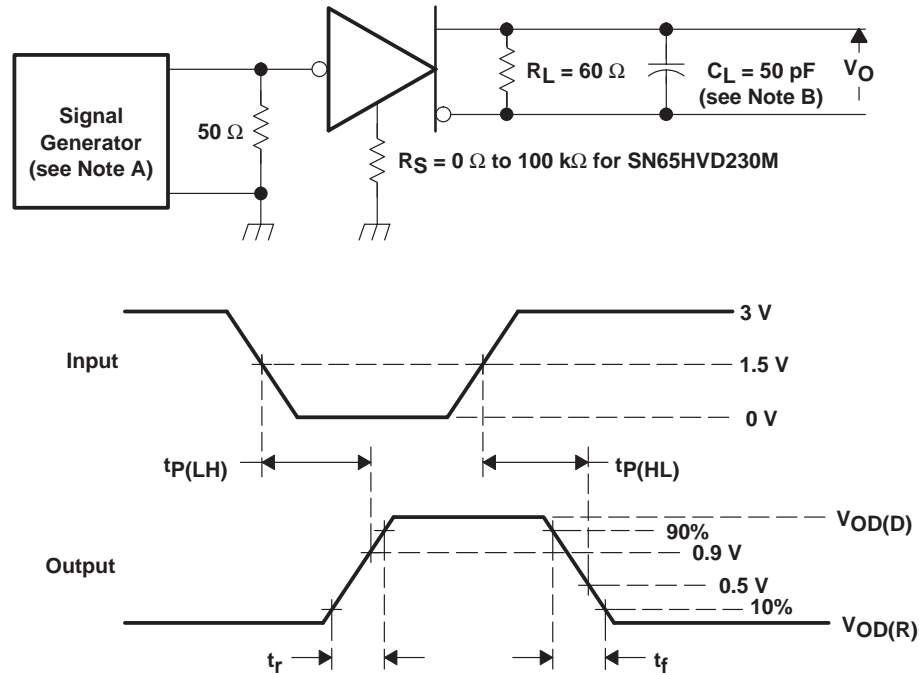 Signal
Generator
(see Note A)
50 Ω
RS = 0 Ω to 100 kΩ for SN65HVD230M
RL = 60 Ω
CL = 50 pF
(see Note B)
VO
Input
3 V
1.5 V
0 V
tP(LH)
tP(HL)
Output
VOD(D)
90%
0.9 V
0.5 V
10%
VOD(R)
tr
tf